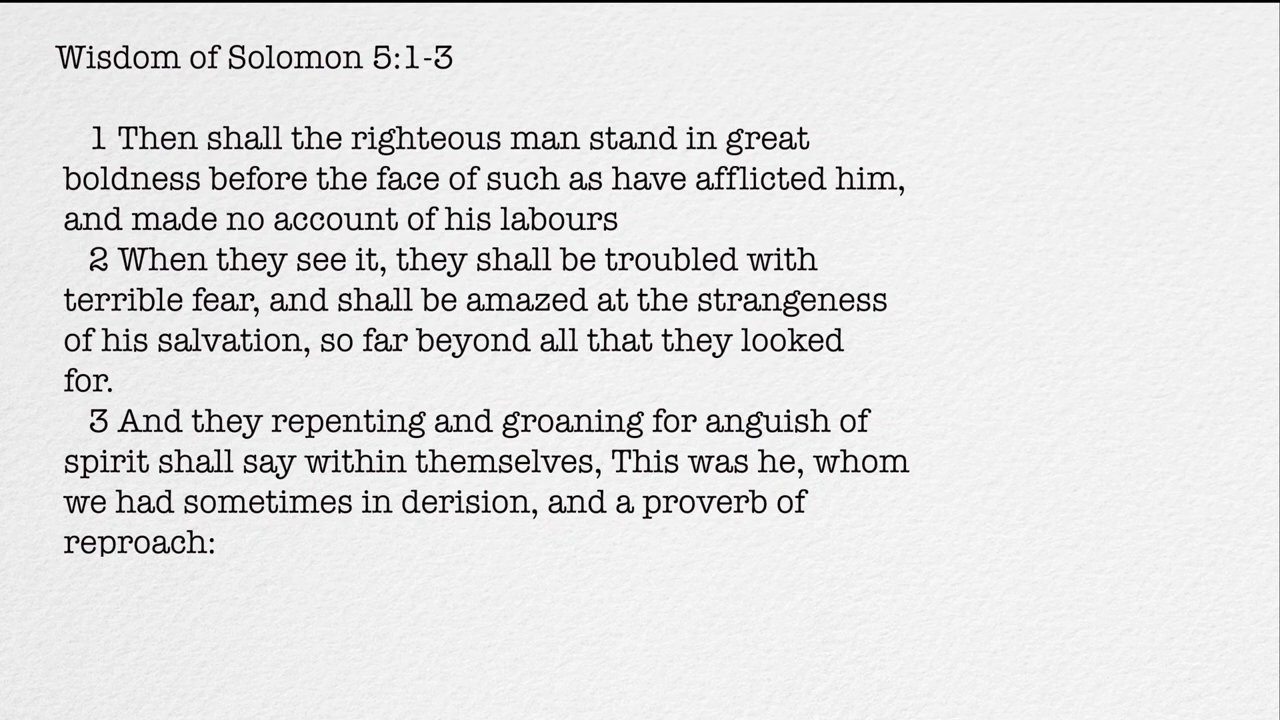 Wisdom of Solomon 5:1-3
1 Then shall the righteous man stand in great
boldness before the face of such as have afflicted him,
and made no account of his labours
2 When they see it, they shall be troubled with
terrible fear, and shall be amazed at the strangeness
of his salvation, so far beyond all that they looked
for.
3 And they repenting and groaning for anguish of
spirit shall say within themselves, This was he, whom
we had sometimes in derision, and a proverb of
reproach: